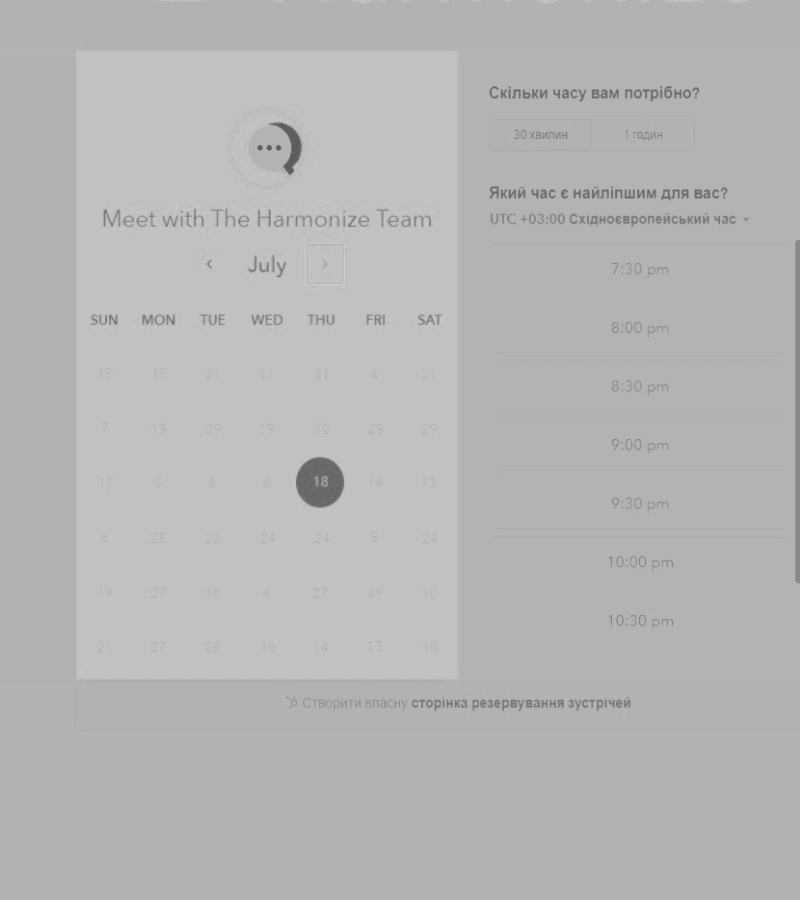 Meet with The Harmonize Team
July
SUN MON TUE WED THU FRI SAT
15 15 21 11 31 4 21
7 19 29 19 10 29 29
17 5 6 8 18 14 13
6 25 22 24 24 5 24
19 27 18 4 27 29 10
21 27 28 10 14 13 10
Скільки часу вам потрібно?
30 хвилин 1 годин
Який час є найліпшим для вас?
UTC +03:00 Східноєвропейський час
7:30 pm
8:00 pm
8:30 pm
9:00 pm
9:30 pm
10:00 pm
10:30 pm
Створити власну сторінка резервування зустрічей